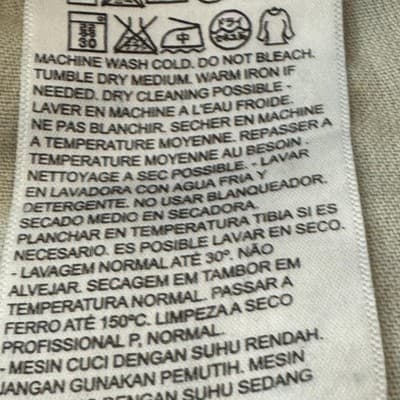 30
中
ドライ
MACHINE WASH COLD. DO NOT BLEACH.
TUMBLE DRY MEDIUM. WARM IRON IF
NEEDED. DRY CLEANING POSSIBLE -
LAVER EN MACHINE A L'EAU FROIDE.
NE PAS BLANCHIR. SECHER EN MACHINE
A TEMPERATURE MOYENNE. REPASSER A
TEMPERATURE MOYENNE AU BESOIN.
NETTOYAGE A SEC POSSIBLE. - LAVAR
EN LAVADORA CON AGUA FRIA Y
DETERGENTE. NO USAR BLANQUEADOR.
SECADO MEDIO EN SECADORA.
PLANCHAR EN TEMPERATURA TIBIA SI ES
NECESARIO. ES POSIBLE LAVAR EN SECO.
- LAVAGEM NORMAL ATÉ 30º. NÃO
ALVEJAR. SECAGEM EM TAMBOR EM
TEMPERATURA NORMAL. PASSAR A
FERRO ATÉ 150ºC. LIMPEZA A SECO
PROFISSIONAL P, NORMAL
- MESIN CUCI DENGAN SUHU RENDAH.
JANGAN GUNAKAN PEMUTIH. MESIN
DENGAN SUHU SEDANG